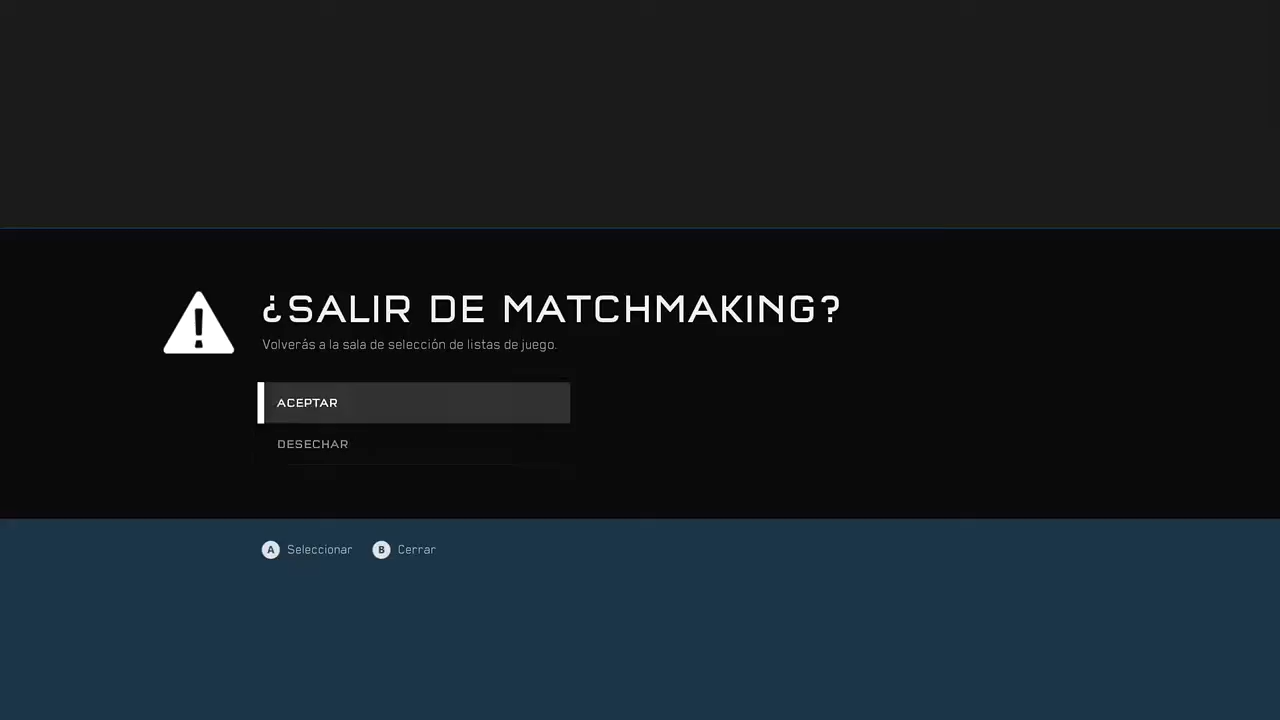 ¿SALIR DE MATCHMAKING?
Volverás a la sala de selección de listas de juego.
ACEPTAR
DESECHAR
A Seleccionar B Cerrar